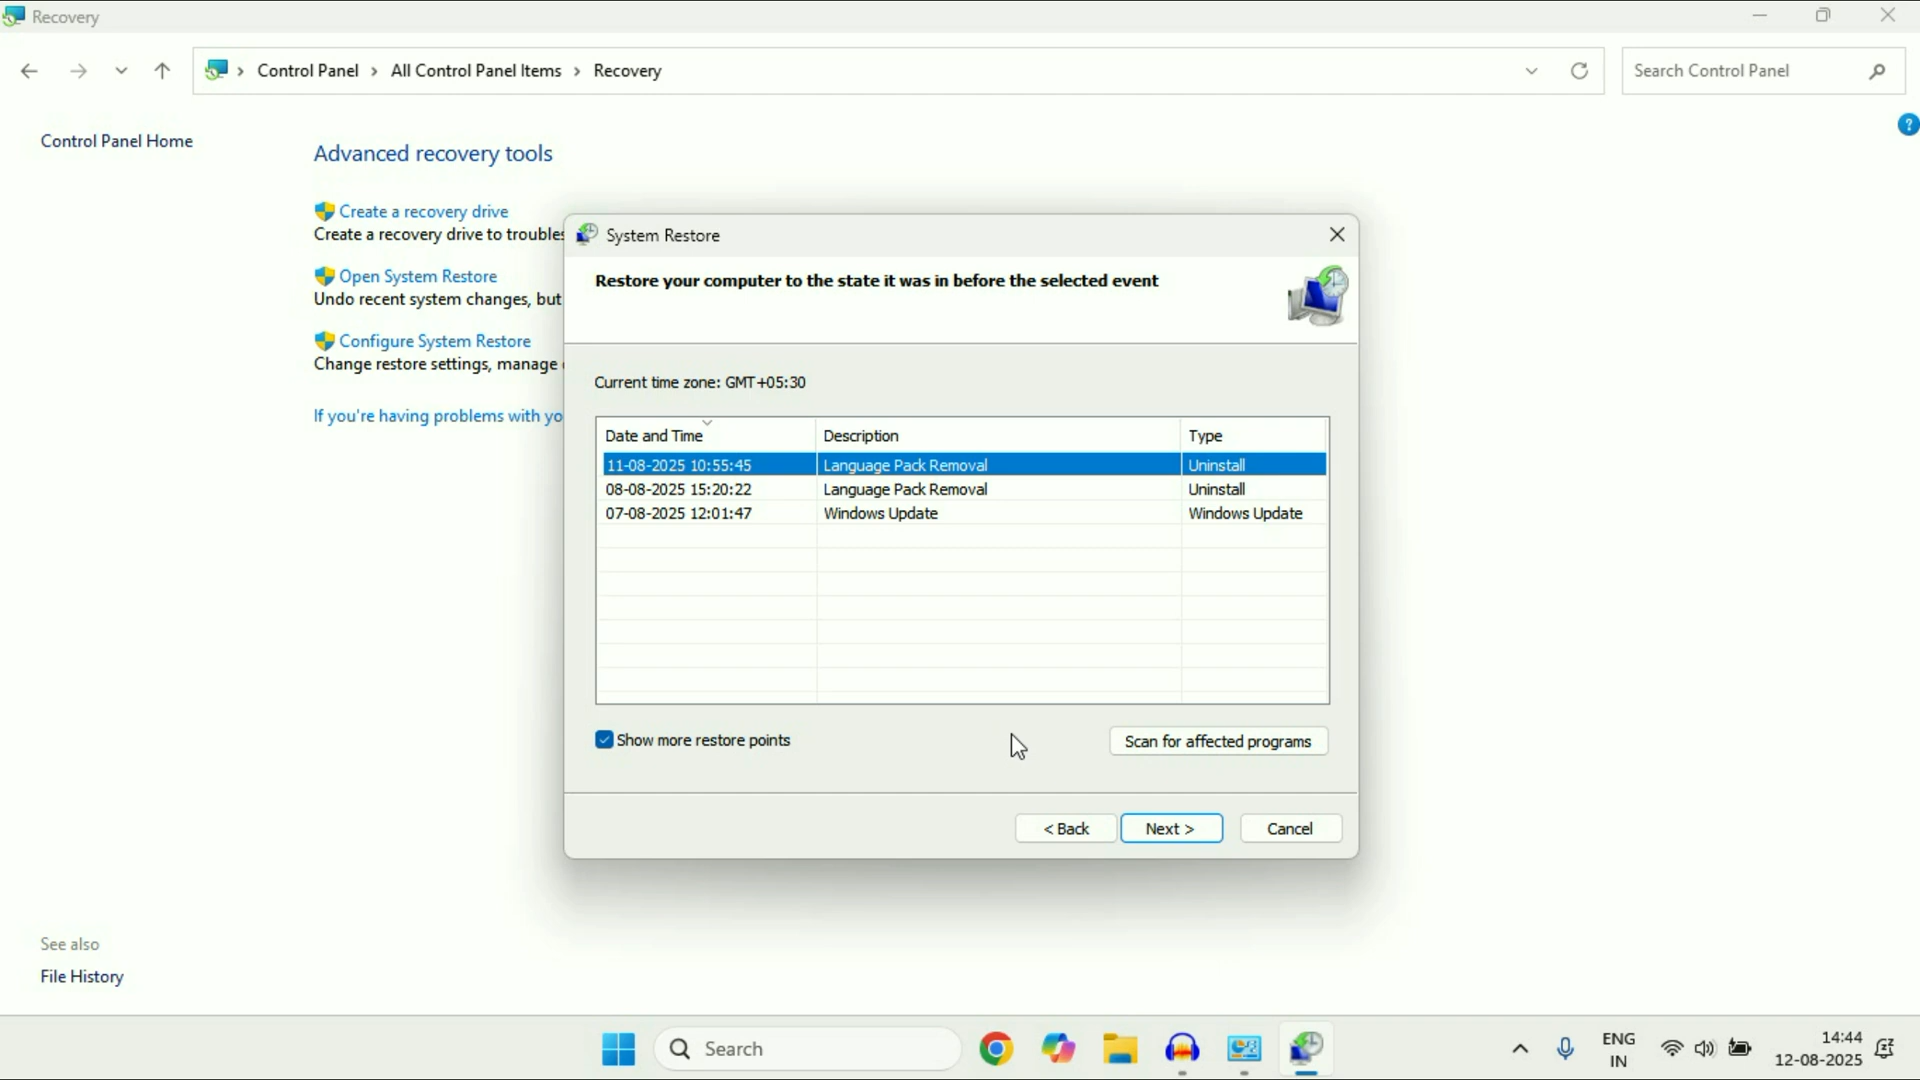 Recovery
Control Panel › All Control Panel Items › Recovery
Search Control Panel
Control Panel Home
Advanced recovery tools
Create a recovery drive
Create a recovery drive to troubles
Open System Restore
Undo recent system changes, but
Configure System Restore
Change restore settings, manage
If you're having problems with yo
System Restore
Restore your computer to the state it was in before the selected event
Current time zone: GMT+05:30
Date and Time Description Type
11-08-2025 10:55:45 Language Pack Removal Uninstall
08-08-2025 15:20:22 Language Pack Removal Uninstall
07-08-2025 12:01:47 Windows Update Windows Update
Show more restore points
Scan for affected programs
< Back Next > Cancel
See also
File History
Search
ENG
IN
14:44
12-08-2025